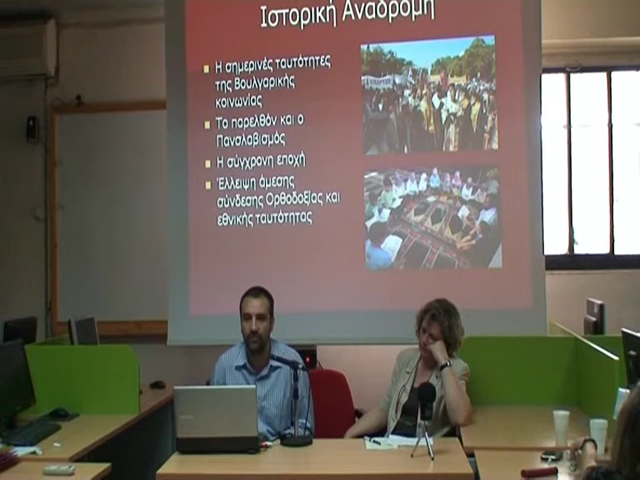 Ιστορική Αναδρομή
Η σημερινές ταυτότητες
της Βουλγαρικής
κοινωνίας
Το παρελθόν και ο
Πανσλαβισμός
Η σύγχρονη εποχή
Έλλειψη άμεσης
σύνδεσης Ορθοδοξίας και
εθνικής ταυτότητας